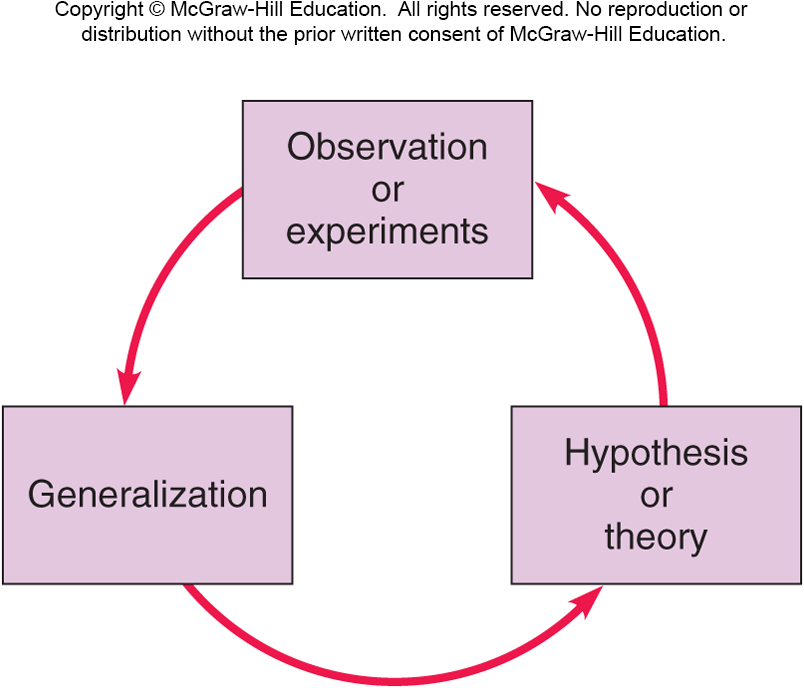 Copyright © McGraw-Hill Education. All rights reserved. No reproduction or
distribution without the prior written consent of McGraw-Hill Education.
Observation
or
experiments
Generalization
Hypothesis
or
theory